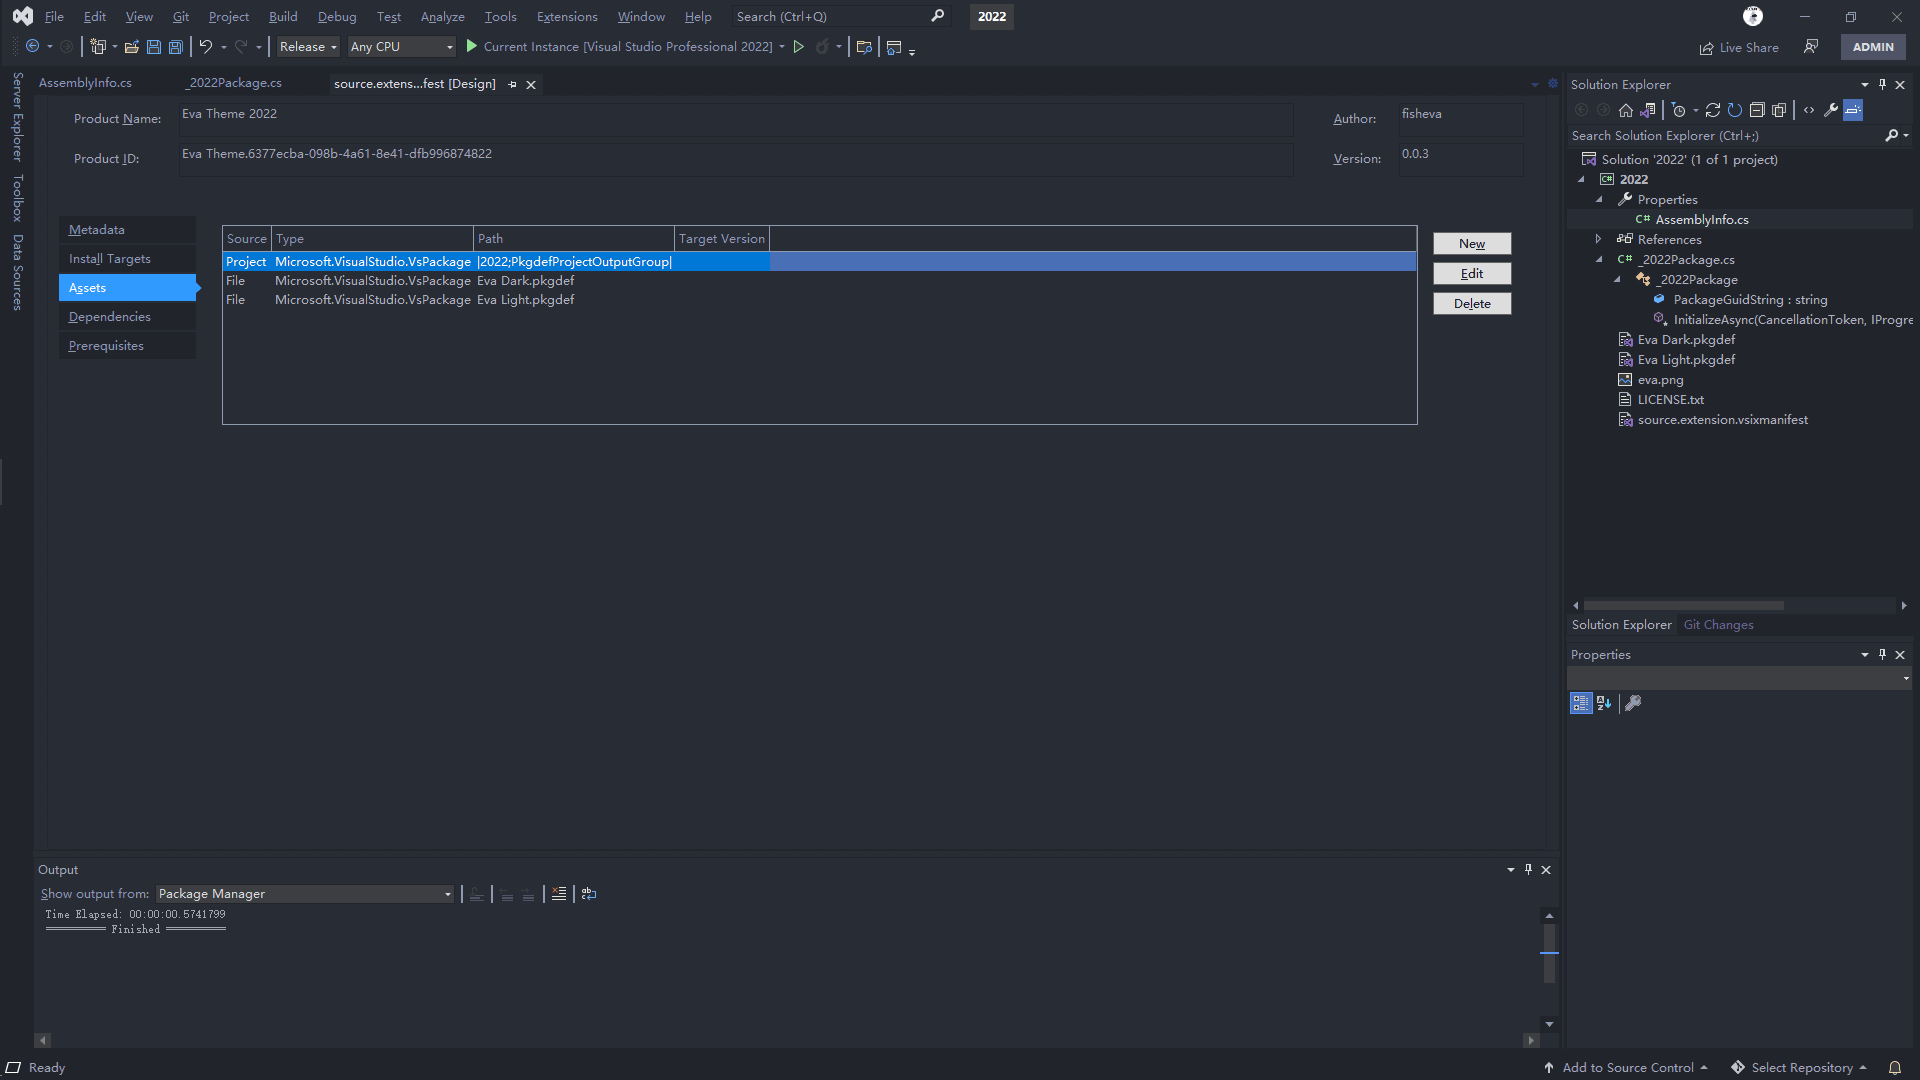 File Edit View Git Project Build Debug Test Analyze Tools Extensions Window Help Search (Ctrl+Q) 2022
Release Any CPU Current Instance [Visual Studio Professional 2022] Live Share ADMIN
Server Explorer
Toolbox
Data Sources
AssemblyInfo.cs _2022Package.cs source.extens...fest [Design]
Product Name: Eva Theme 2022 Author: fisheva
Product ID: Eva Theme.6377ecba-098b-4a61-8e41-dfb996874822 Version: 0.0.3
Metadata
Install Targets
Assets
Dependencies
Prerequisites
Source Type Path Target Version
Project Microsoft.VisualStudio.VsPackage |2022;PkgdefProjectOutputGroup|
File Microsoft.VisualStudio.VsPackage Eva Dark.pkgdef
File Microsoft.VisualStudio.VsPackage Eva Light.pkgdef
New
Edit
Delete
Solution Explorer
Search Solution Explorer (Ctrl+;)
Solution '2022' (1 of 1 project)
C# 2022
Properties
C# AssemblyInfo.cs
References
C# _2022Package.cs
_2022Package
PackageGuidString : string
InitializeAsync(CancellationToken, IProgre
Eva Dark.pkgdef
Eva Light.pkgdef
eva.png
LICENSE.txt
source.extension.vsixmanifest
Solution Explorer Git Changes
Properties
Output
Show output from: Package Manager
Time Elapsed: 00:00:00.5741799
========== Finished ==========
Ready Add to Source Control Select Repository